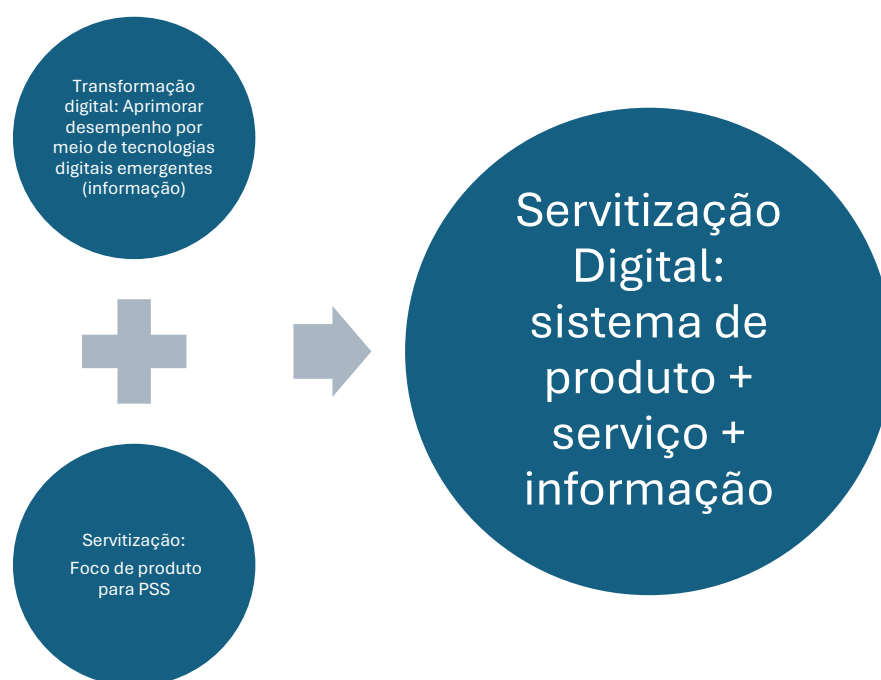 Transformação
digital: Aprimorar
desempenho por
meio de tecnologias
digitais emergentes
(informação)
Servitização:
Foco de produto
para PSS
Servitização
Digital:
sistema de
produto +
serviço +
informação